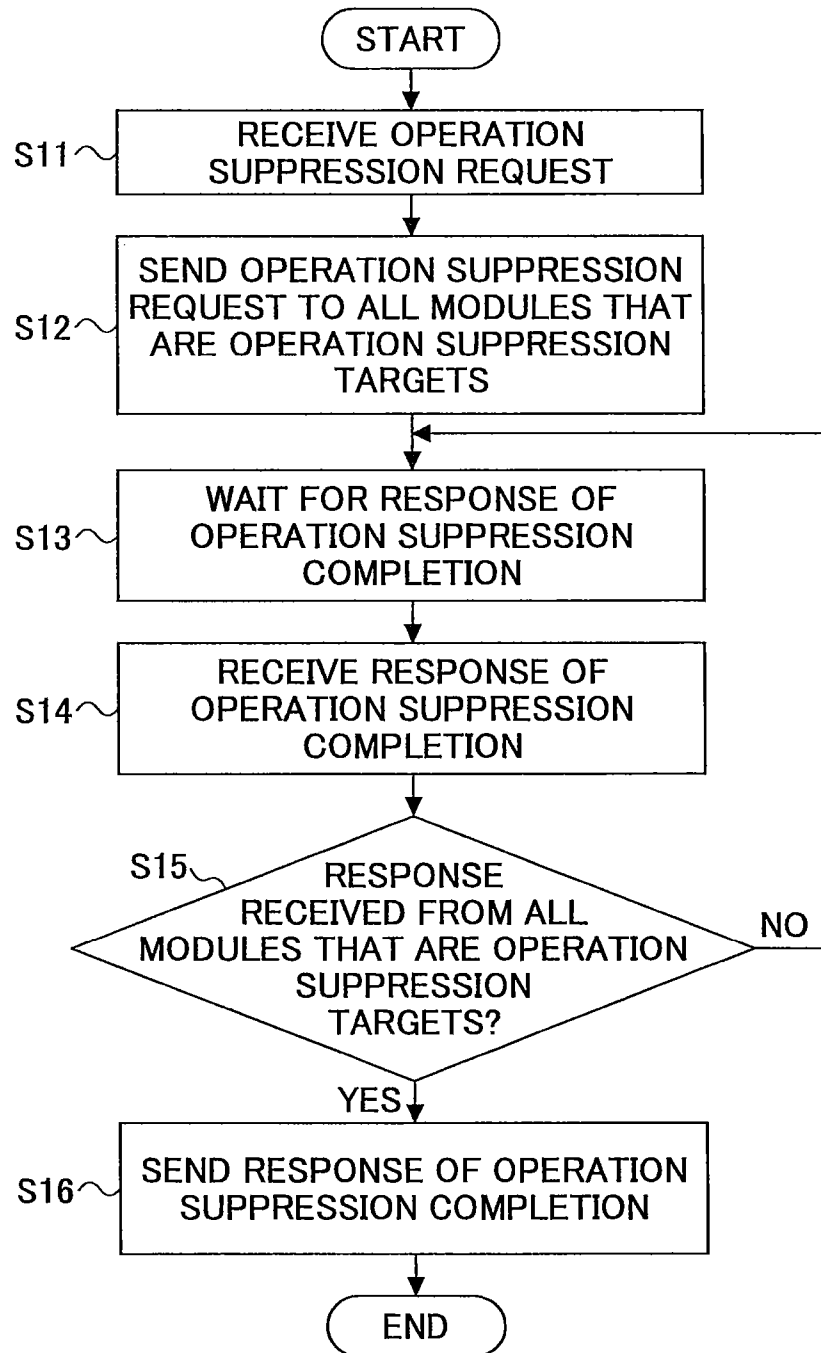 START
S11
RECEIVE OPERATION
SUPPRESSION REQUEST
S12
SEND OPERATION SUPPRESSION
REQUEST TO ALL MODULES THAT
ARE OPERATION SUPPRESSION
TARGETS
S13
WAIT FOR RESPONSE OF
OPERATION SUPPRESSION
COMPLETION
S14
RECEIVE RESPONSE OF
OPERATION SUPPRESSION
COMPLETION
S15
RESPONSE
RECEIVED FROM ALL
MODULES THAT ARE OPERATION
SUPPRESSION
TARGETS?
NO
YES
S16
SEND RESPONSE OF OPERATION
SUPPRESSION COMPLETION
END